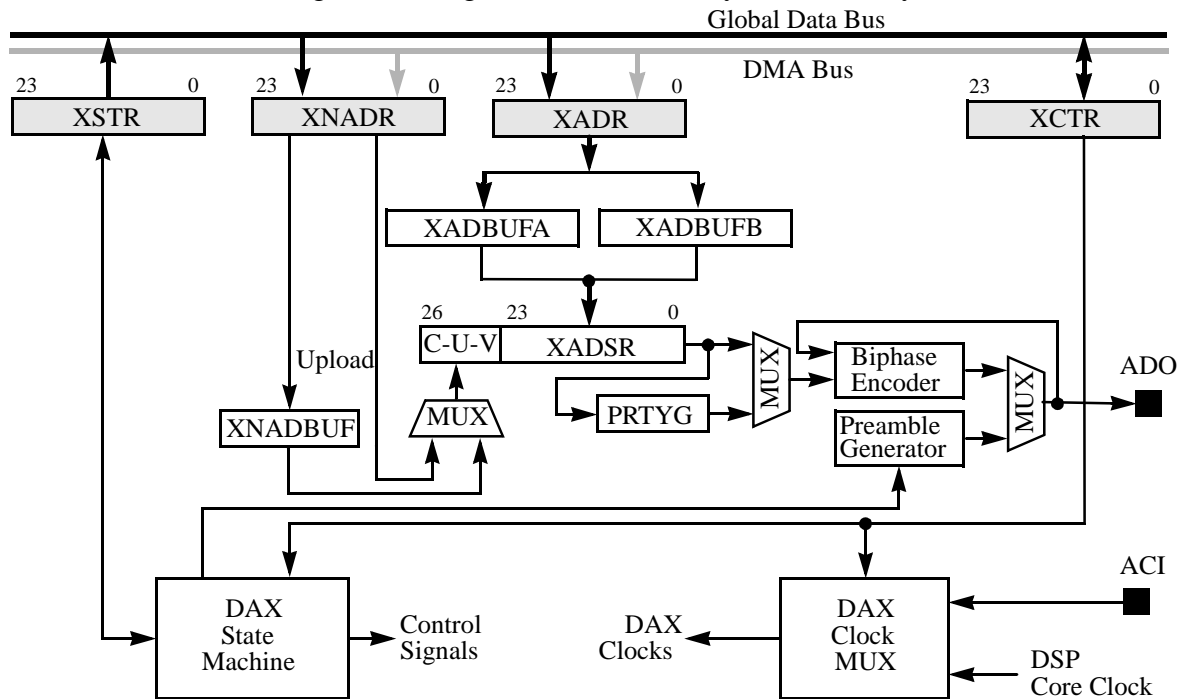 Global Data Bus
DMA Bus
23 0
23 0
23 0
23 0
XSTR
XNADR
XADR
XCTR
XADBUFA
XADBUFB
26 23 0
C-U-V
XADSR
Upload
MUX
XNADBUF
PRTYG
MUX
Biphase
Encoder
Preamble
Generator
MUX
ADO
ACI
DAX
State
Machine
Control
Signals
DAX
Clocks
DAX
Clock
MUX
DSP
Core Clock